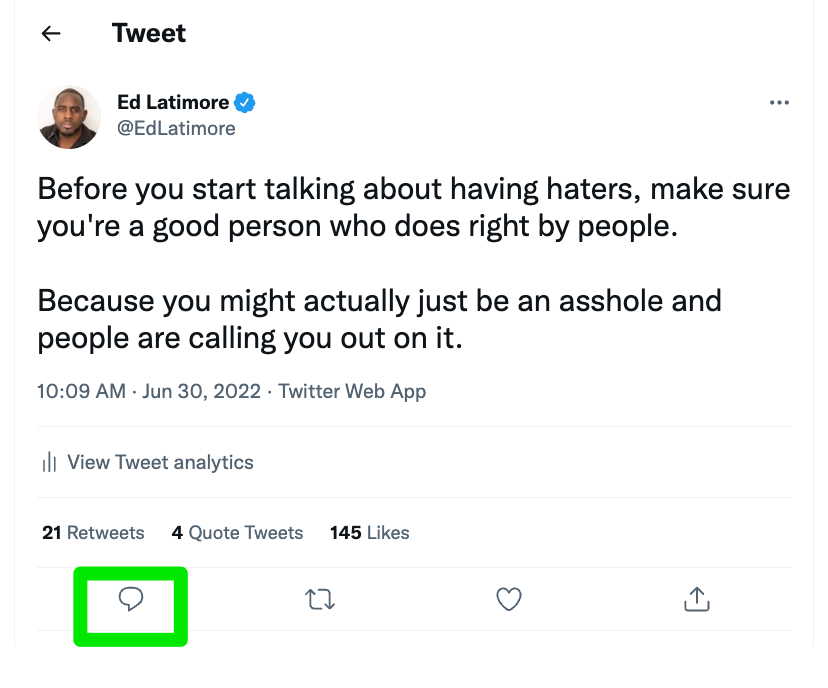 Tweet
Ed Latimore
@EdLatimore
Before you start talking about having haters, make sure
you're a good person who does right by people.
Because you might actually just be an asshole and
people are calling you out on it.
10:09 AM · Jun 30, 2022 · Twitter Web App
View Tweet analytics
21 Retweets 4 Quote Tweets 145 Likes